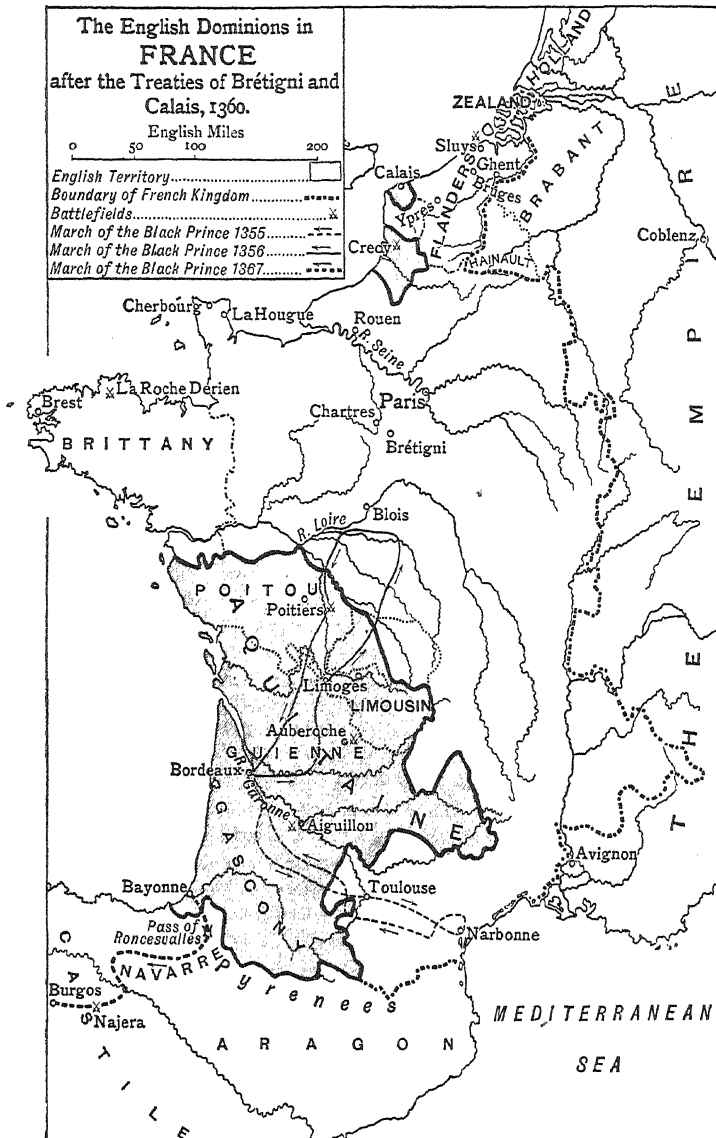 The English Dominions in
FRANCE
after the Treaties of Brétigni and
Calais, 1360.
English Miles
0 50 100 200
English Territory
Boundary of French Kingdom
Battlefields
March of the Black Prince 1355
March of the Black Prince 1356
March of the Black Prince 1367
HOLLAND
ZEALAND
Sluys
Ghent
Bruges
BRABANT
Calais
Ypres
FLANDERS
Crecy
HAINAULT
Coblenz
THE EMPIRE
Cherbourg
La Hougue
Rouen
R. Seine
Paris
La Roche Dérien
Brest
BRITTANY
Chartres
Brétigni
R. Loire
Blois
POITOU
Poitiers
AQUITAINE
Limoges
LIMOUSIN
Auberoche
GUIENNE
Bordeaux
R. Garonne
Aiguillon
GASCONY
Avignon
Bayonne
Toulouse
Pass of
Roncesvalles
Narbonne
NAVARRE
Pyrenees
Burgos
Najera
CASTILE
ARAGON
MEDITERRANEAN
SEA